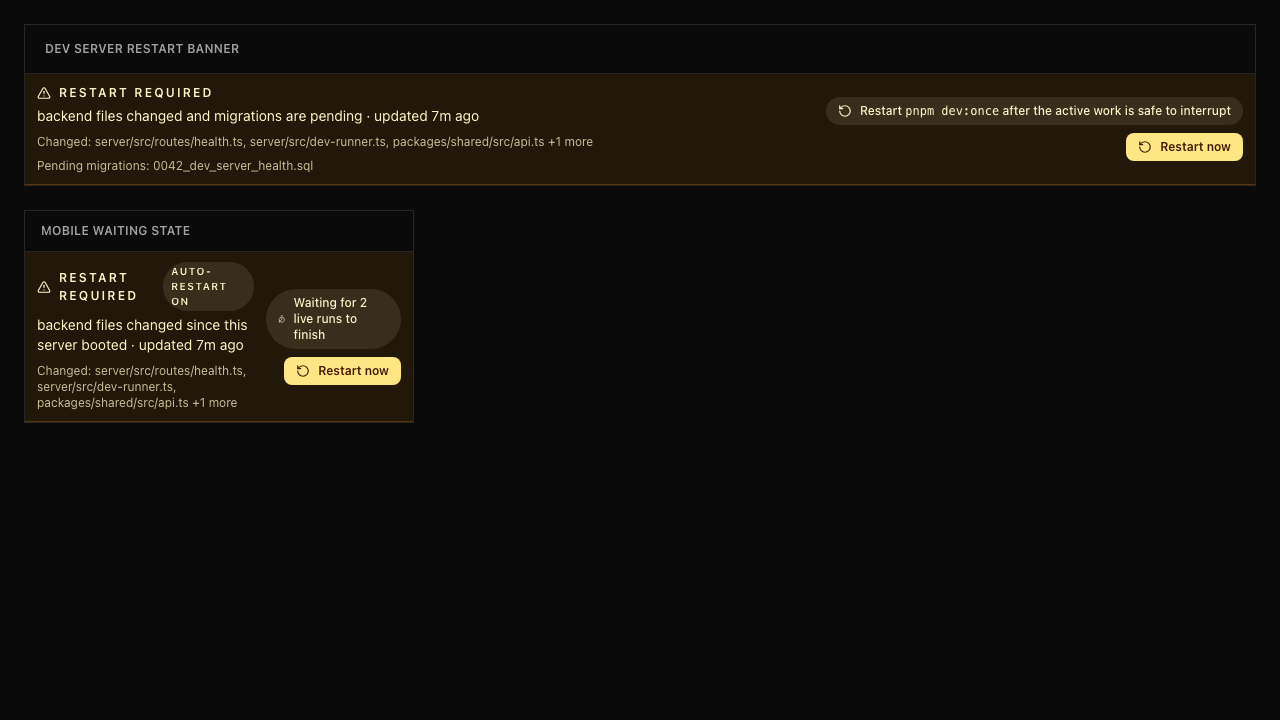 DEV SERVER RESTART BANNER
RESTART REQUIRED
backend files changed and migrations are pending · updated 7m ago
Changed: server/src/routes/health.ts, server/src/dev-runner.ts, packages/shared/src/api.ts +1 more
Pending migrations: 0042_dev_server_health.sql
Restart pnpm dev:once after the active work is safe to interrupt
Restart now
MOBILE WAITING STATE
RESTART
REQUIRED
AUTO-
RESTART
ON
backend files changed since this
server booted · updated 7m ago
Changed: server/src/routes/health.ts,
server/src/dev-runner.ts,
packages/shared/src/api.ts +1 more
Waiting for 2
live runs to
finish
Restart now